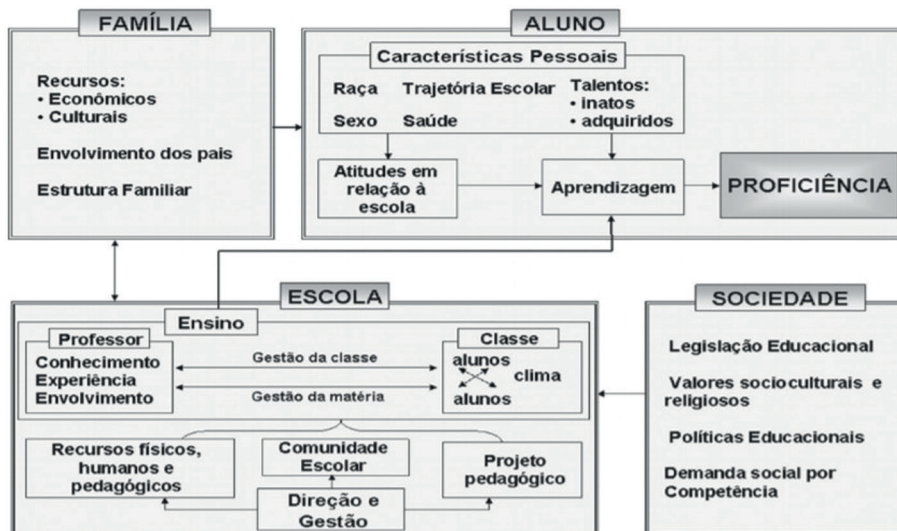 FAMÍLIA
Recursos:
• Econômicos
• Culturais
Envolvimento dos pais
Estrutura Familiar
ALUNO
Características Pessoais
Raça Trajetória Escolar Talentos:
• inatos
Sexo Saúde • adquiridos
Atitudes em
relação à
escola
Aprendizagem
PROFICIÊNCIA
ESCOLA
Ensino
Professor
Conhecimento
Experiência
Envolvimento
Gestão da classe
Gestão da matéria
Classe
alunos
clima
alunos
Recursos físicos,
humanos e
pedagógicos
Comunidade
Escolar
Projeto
pedagógico
Direção e
Gestão
SOCIEDADE
Legislação Educacional
Valores socioculturais e
religiosos
Políticas Educacionais
Demanda social por
Competência